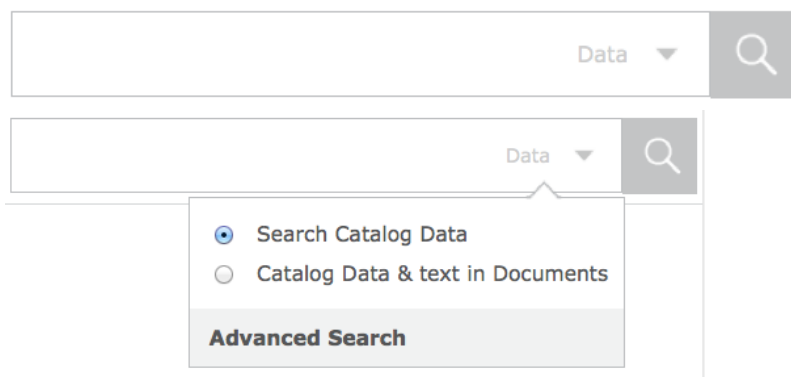 Data
Data
Search Catalog Data
Catalog Data & text in Documents
Advanced Search